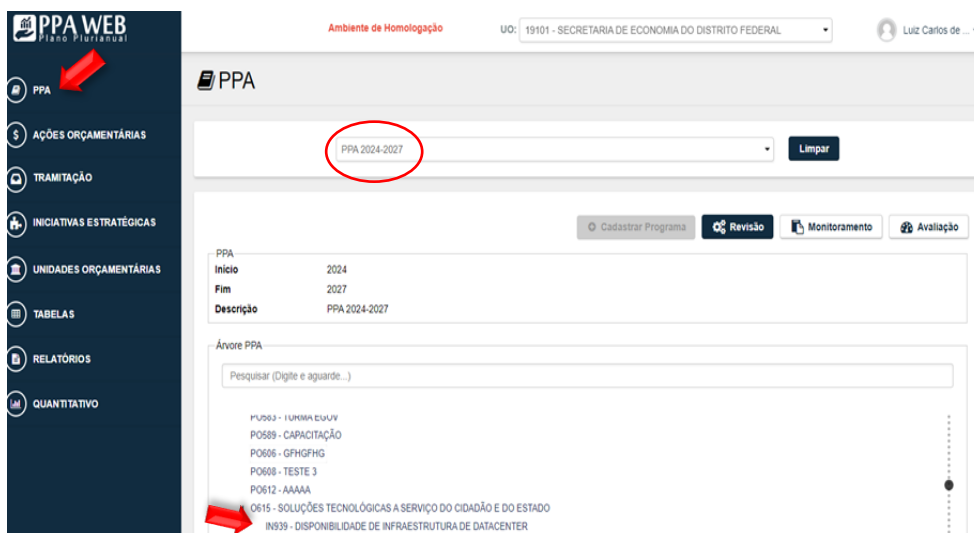 PPA WEB
Plano Plurianual
Ambiente de Homologação
UO: 19101 - SECRETARIA DE ECONOMIA DO DISTRITO FEDERAL
Luiz Carlos de ...
PPA
AÇÕES ORÇAMENTÁRIAS
TRAMITAÇÃO
INICIATIVAS ESTRATÉGICAS
UNIDADES ORÇAMENTÁRIAS
TABELAS
RELATÓRIOS
QUANTITATIVO
PPA
PPA 2024-2027
Limpar
Cadastrar Programa
Revisão
Monitoramento
Avaliação
PPA
Início 2024
Fim 2027
Descrição PPA 2024-2027
Árvore PPA
Pesquisar (Digite e aguarde...)
PO583 - TURMA EGOV
PO589 - CAPACITAÇÃO
PO606 - GFHGFHG
PO608 - TESTE 3
PO612 - AAAAA
O615 - SOLUÇÕES TECNOLÓGICAS A SERVIÇO DO CIDADÃO E DO ESTADO
IN939 - DISPONIBILIDADE DE INFRAESTRUTURA DE DATACENTER